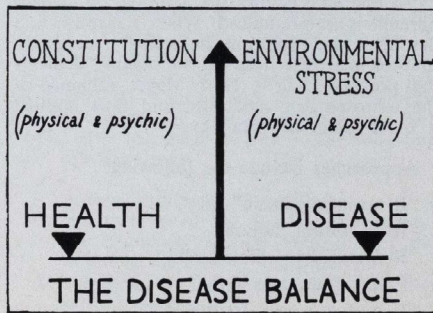 CONSTITUTION
ENVIRONMENTAL
STRESS
(physical & psychic)
(physical & psychic)
HEALTH
DISEASE
THE DISEASE BALANCE